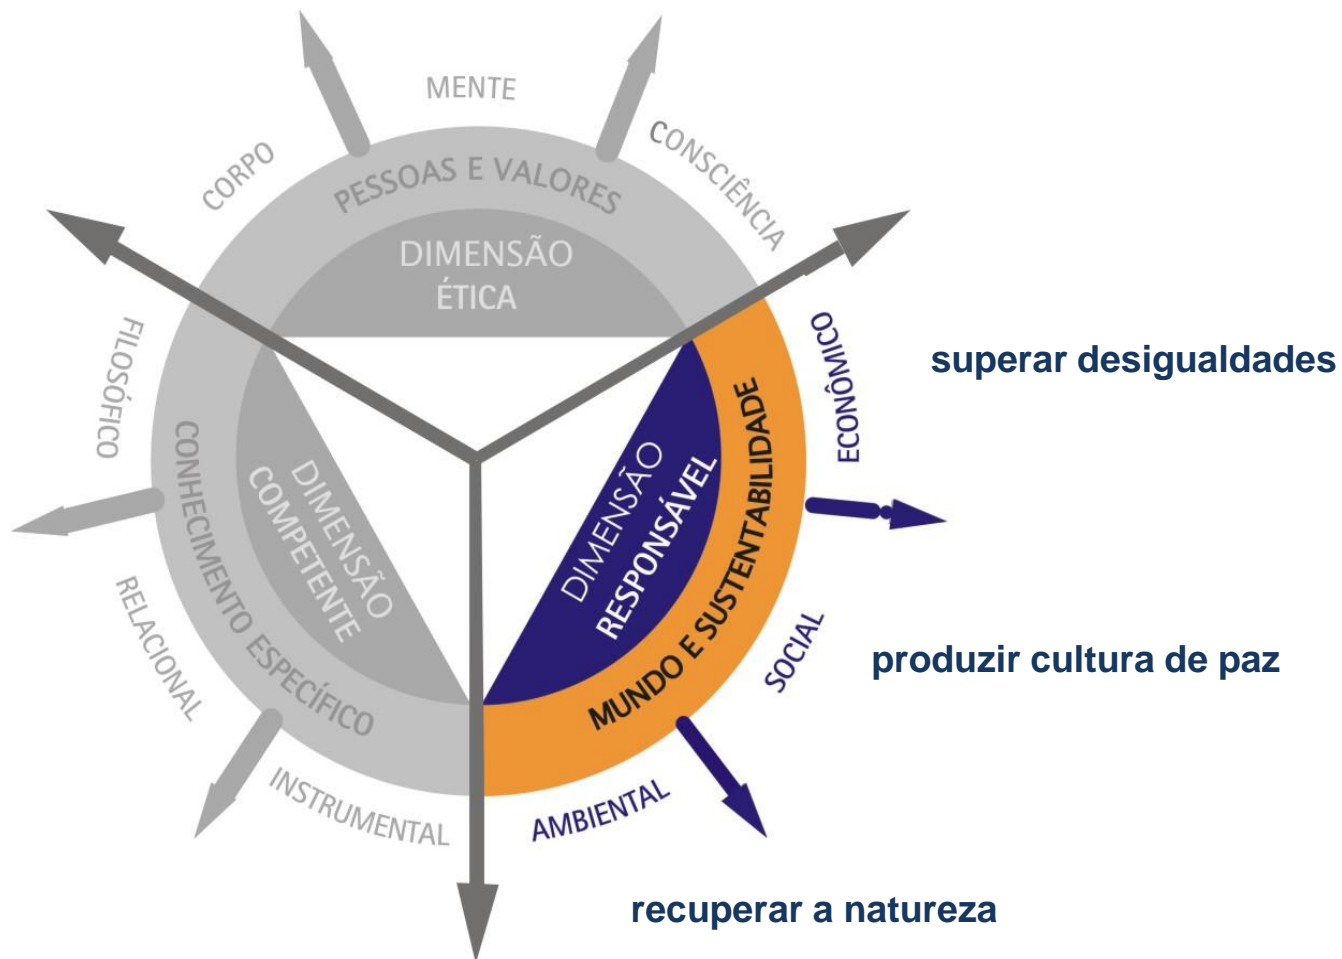 MENTE
CORPO
CONSCIÊNCIA
PESSOAS E VALORES
DIMENSÃO
ÉTICA
FILOSÓFICO
ECONÔMICO
superar desigualdades
CONHECIMENTO ESPECÍFICO
DIMENSÃO
COMPETENTE
DIMENSÃO
RESPONSÁVEL
MUNDO E SUSTENTABILIDADE
RELACIONAL
SOCIAL
produzir cultura de paz
INSTRUMENTAL
AMBIENTAL
recuperar a natureza